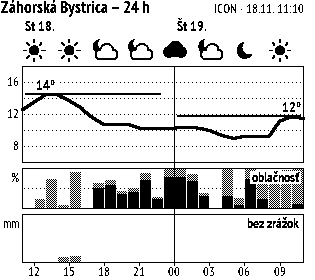 Záhorská Bystrica – 24 h
ICON · 18.11. 11:10
St 18.
Št 19.
16
14°
12
12°
8
%
oblačnosť
mm
bez zrážok
12 15 18 21 00 03 06 09